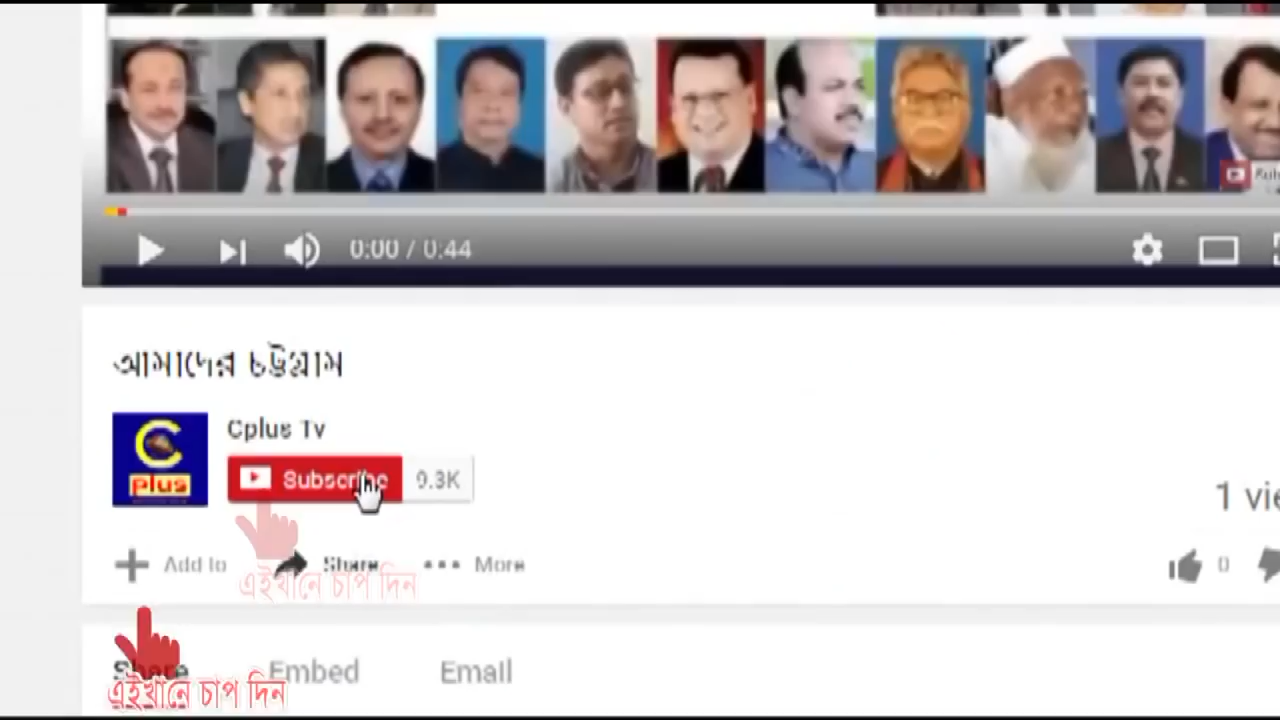 0:00 / 0:44
আমাদের চট্টগ্রাম
C
plus
Cplus Tv
Subscribe 9.3K
1
Add to Share More 0
এইখানে চাপ দিন
Share Embed Email
এইখানে চাপ দিন